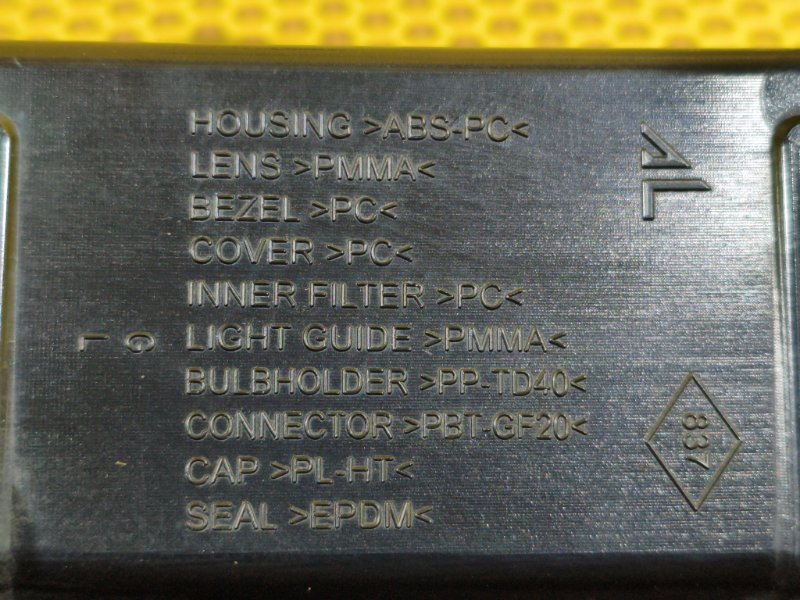 HOUSING >ABS-PC<
LENS >PMMA<
BEZEL >PC<
COVER >PC<
INNER FILTER >PC<
LIGHT GUIDE >PMMA<
BULBHOLDER >PP-TD40<
CONNECTOR >PBT-GF20<
CAP >PL-HT<
SEAL >EPDM<
AL
837